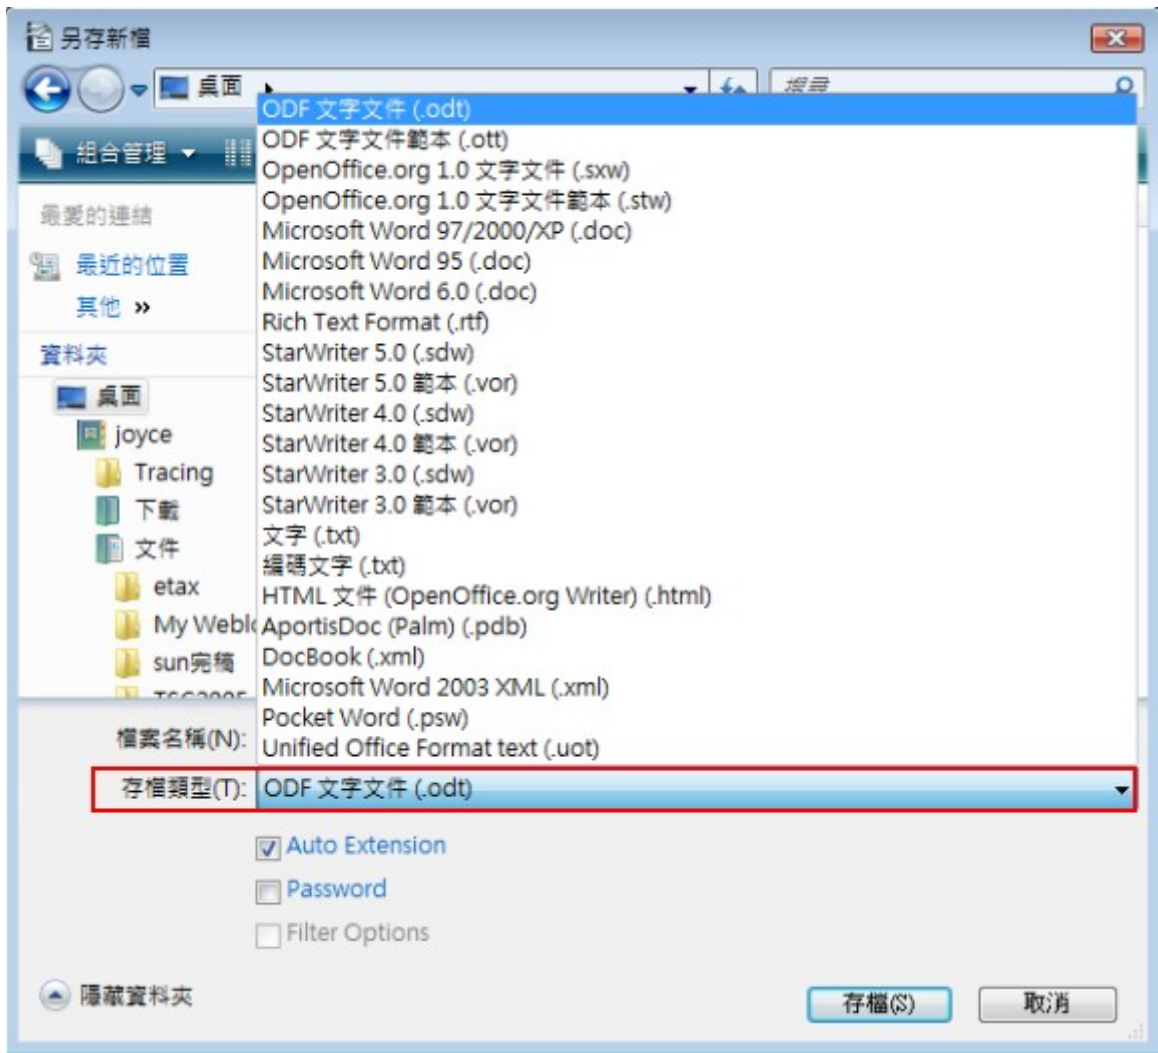 另存新檔
桌面
搜尋
組合管理
最愛的連結
最近的位置
其他 »
資料夾
桌面
joyce
Tracing
下載
文件
etax
My Weblo
sun完稿
ODF 文字文件 (.odt)
ODF 文字文件範本 (.ott)
OpenOffice.org 1.0 文字文件 (.sxw)
OpenOffice.org 1.0 文字文件範本 (.stw)
Microsoft Word 97/2000/XP (.doc)
Microsoft Word 95 (.doc)
Microsoft Word 6.0 (.doc)
Rich Text Format (.rtf)
StarWriter 5.0 (.sdw)
StarWriter 5.0 範本 (.vor)
StarWriter 4.0 (.sdw)
StarWriter 4.0 範本 (.vor)
StarWriter 3.0 (.sdw)
StarWriter 3.0 範本 (.vor)
文字 (.txt)
編碼文字 (.txt)
HTML 文件 (OpenOffice.org Writer) (.html)
AportisDoc (Palm) (.pdb)
DocBook (.xml)
Microsoft Word 2003 XML (.xml)
Pocket Word (.psw)
Unified Office Format text (.uot)
檔案名稱(N):
存檔類型(T): ODF 文字文件 (.odt)
Auto Extension
Password
Filter Options
隱藏資料夾
存檔(S)
取消